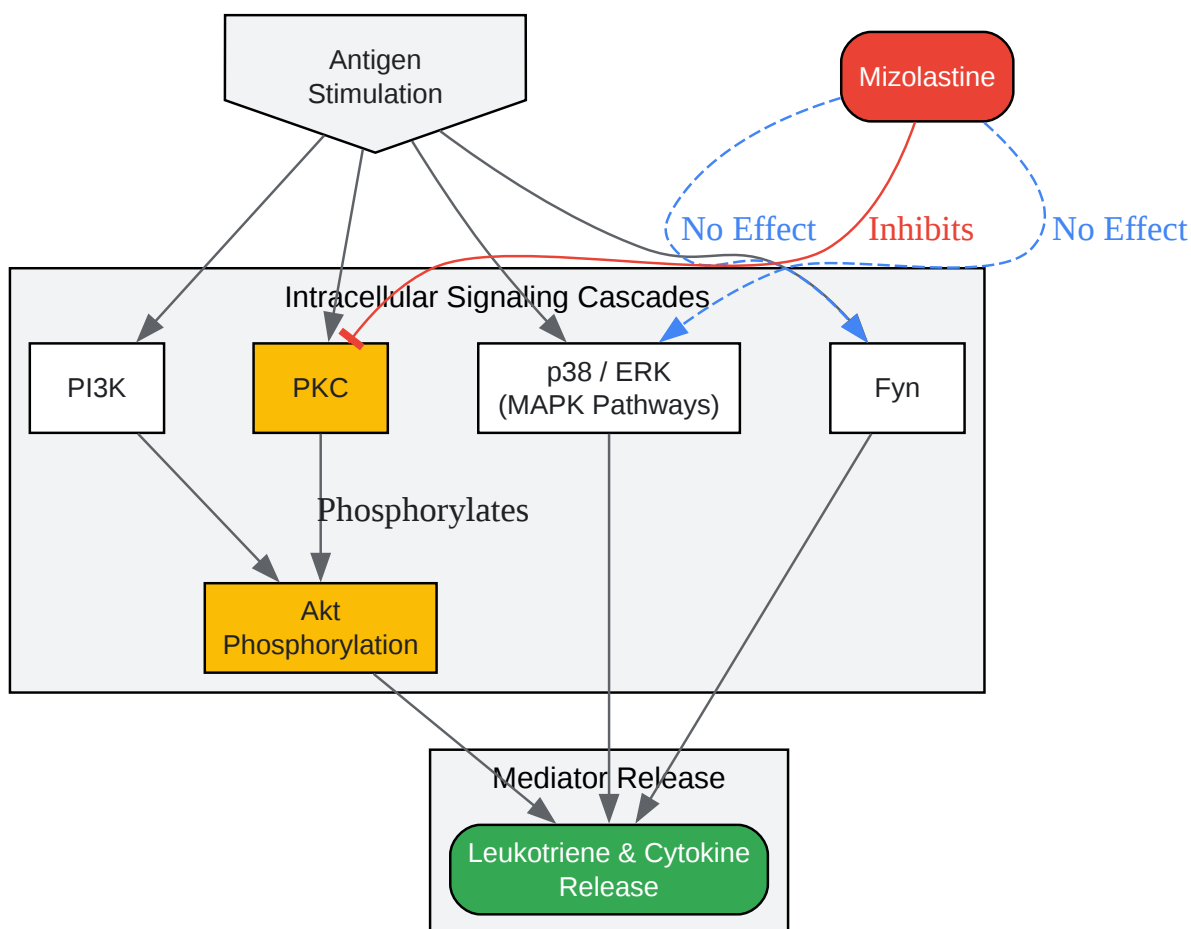 Antigen
Stimulation
Mizolastine
No Effect
Inhibits
No Effect
Intracellular Signaling Cascades
PI3K
PKC
p38 / ERK
(MAPK Pathways)
Fyn
Phosphorylates
Akt
Phosphorylation
Mediator Release
Leukotriene & Cytokine
Release